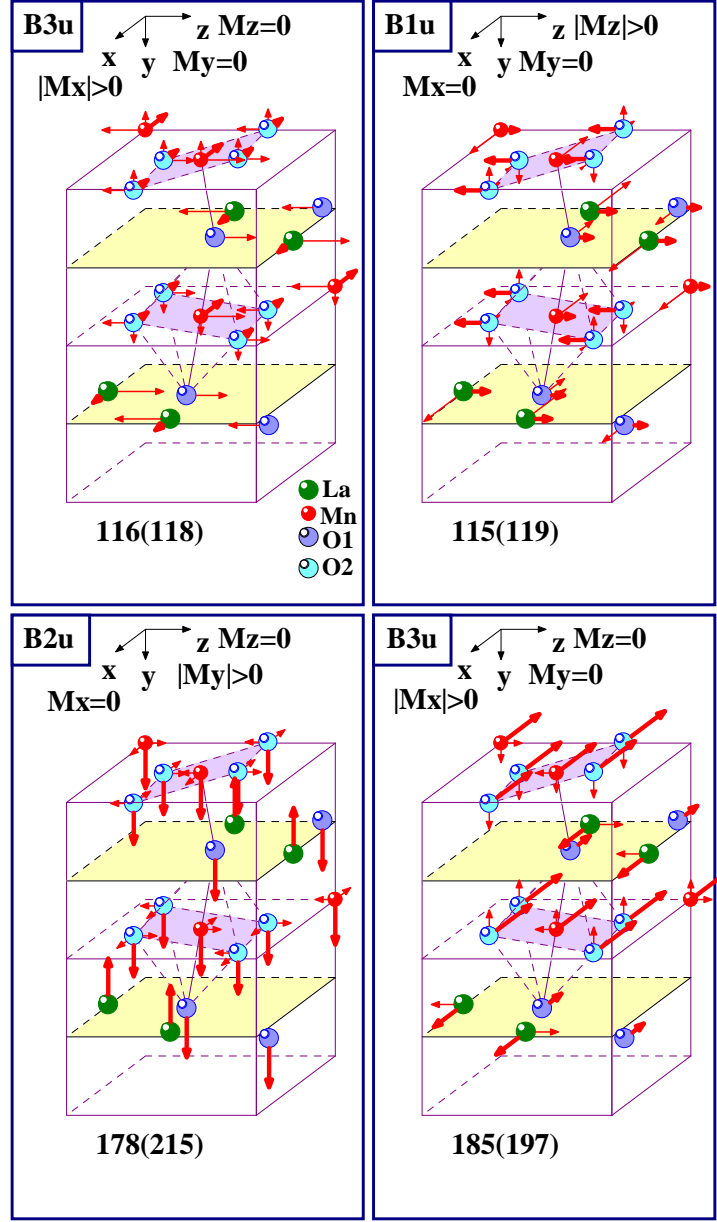 B3u
z Mz=0
x
y My=0
|Mx|>0
La
Mn
O1
O2
116(118)
B1u
z |Mz|>0
x
y My=0
Mx=0
115(119)
B2u
z Mz=0
x
y |My|>0
Mx=0
178(215)
B3u
z Mz=0
x
y My=0
|Mx|>0
185(197)